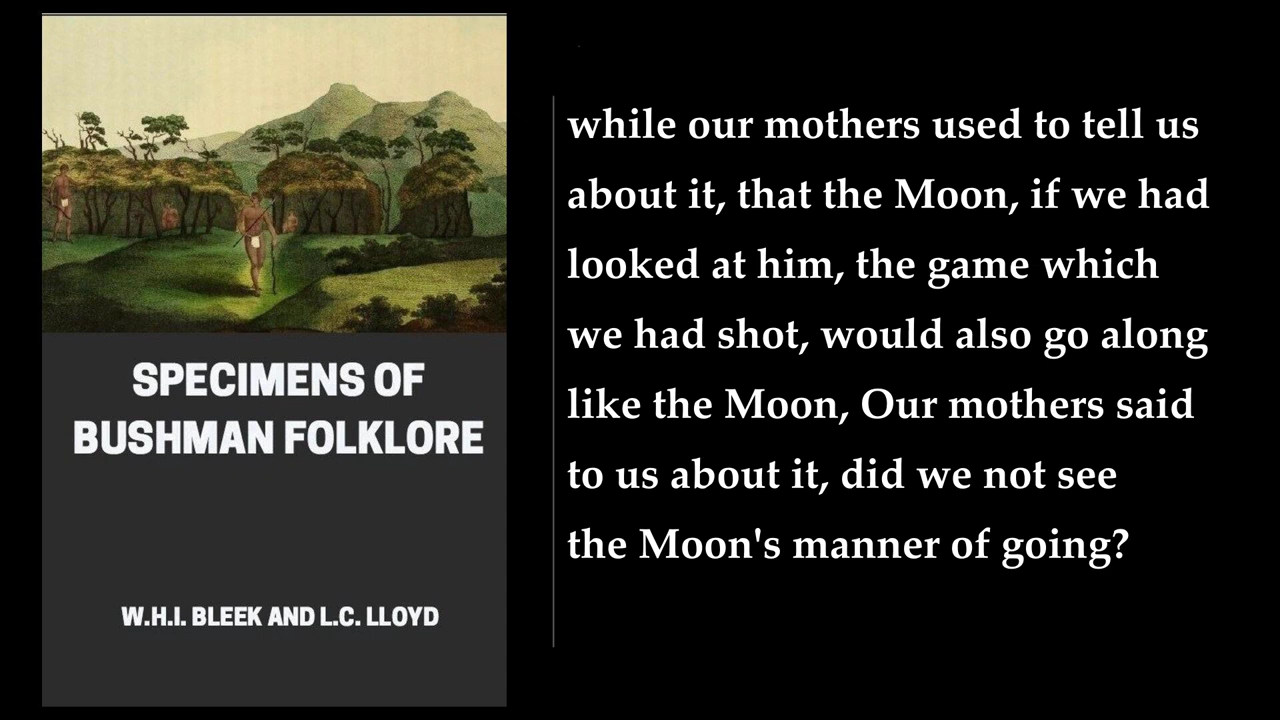 SPECIMENS OF
BUSHMAN FOLKLORE
W.H.I. BLEEK AND L.C. LLOYD
while our mothers used to tell us
about it, that the Moon, if we had
looked at him, the game which
we had shot, would also go along
like the Moon, Our mothers said
to us about it, did we not see
the Moon's manner of going?